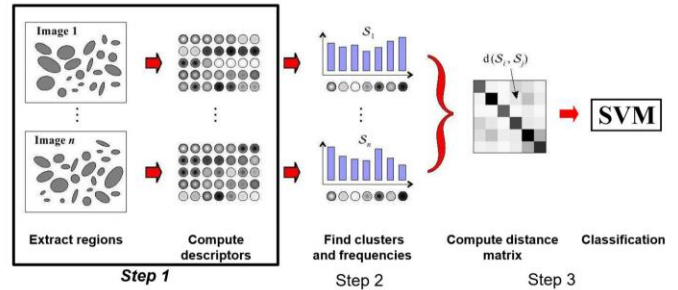 Image 1
Image n
S1
Sn
d(Si, Sj)
SVM
Extract regions
Compute
descriptors
Find clusters
and frequencies
Compute distance
matrix
Classification
Step 1
Step 2
Step 3